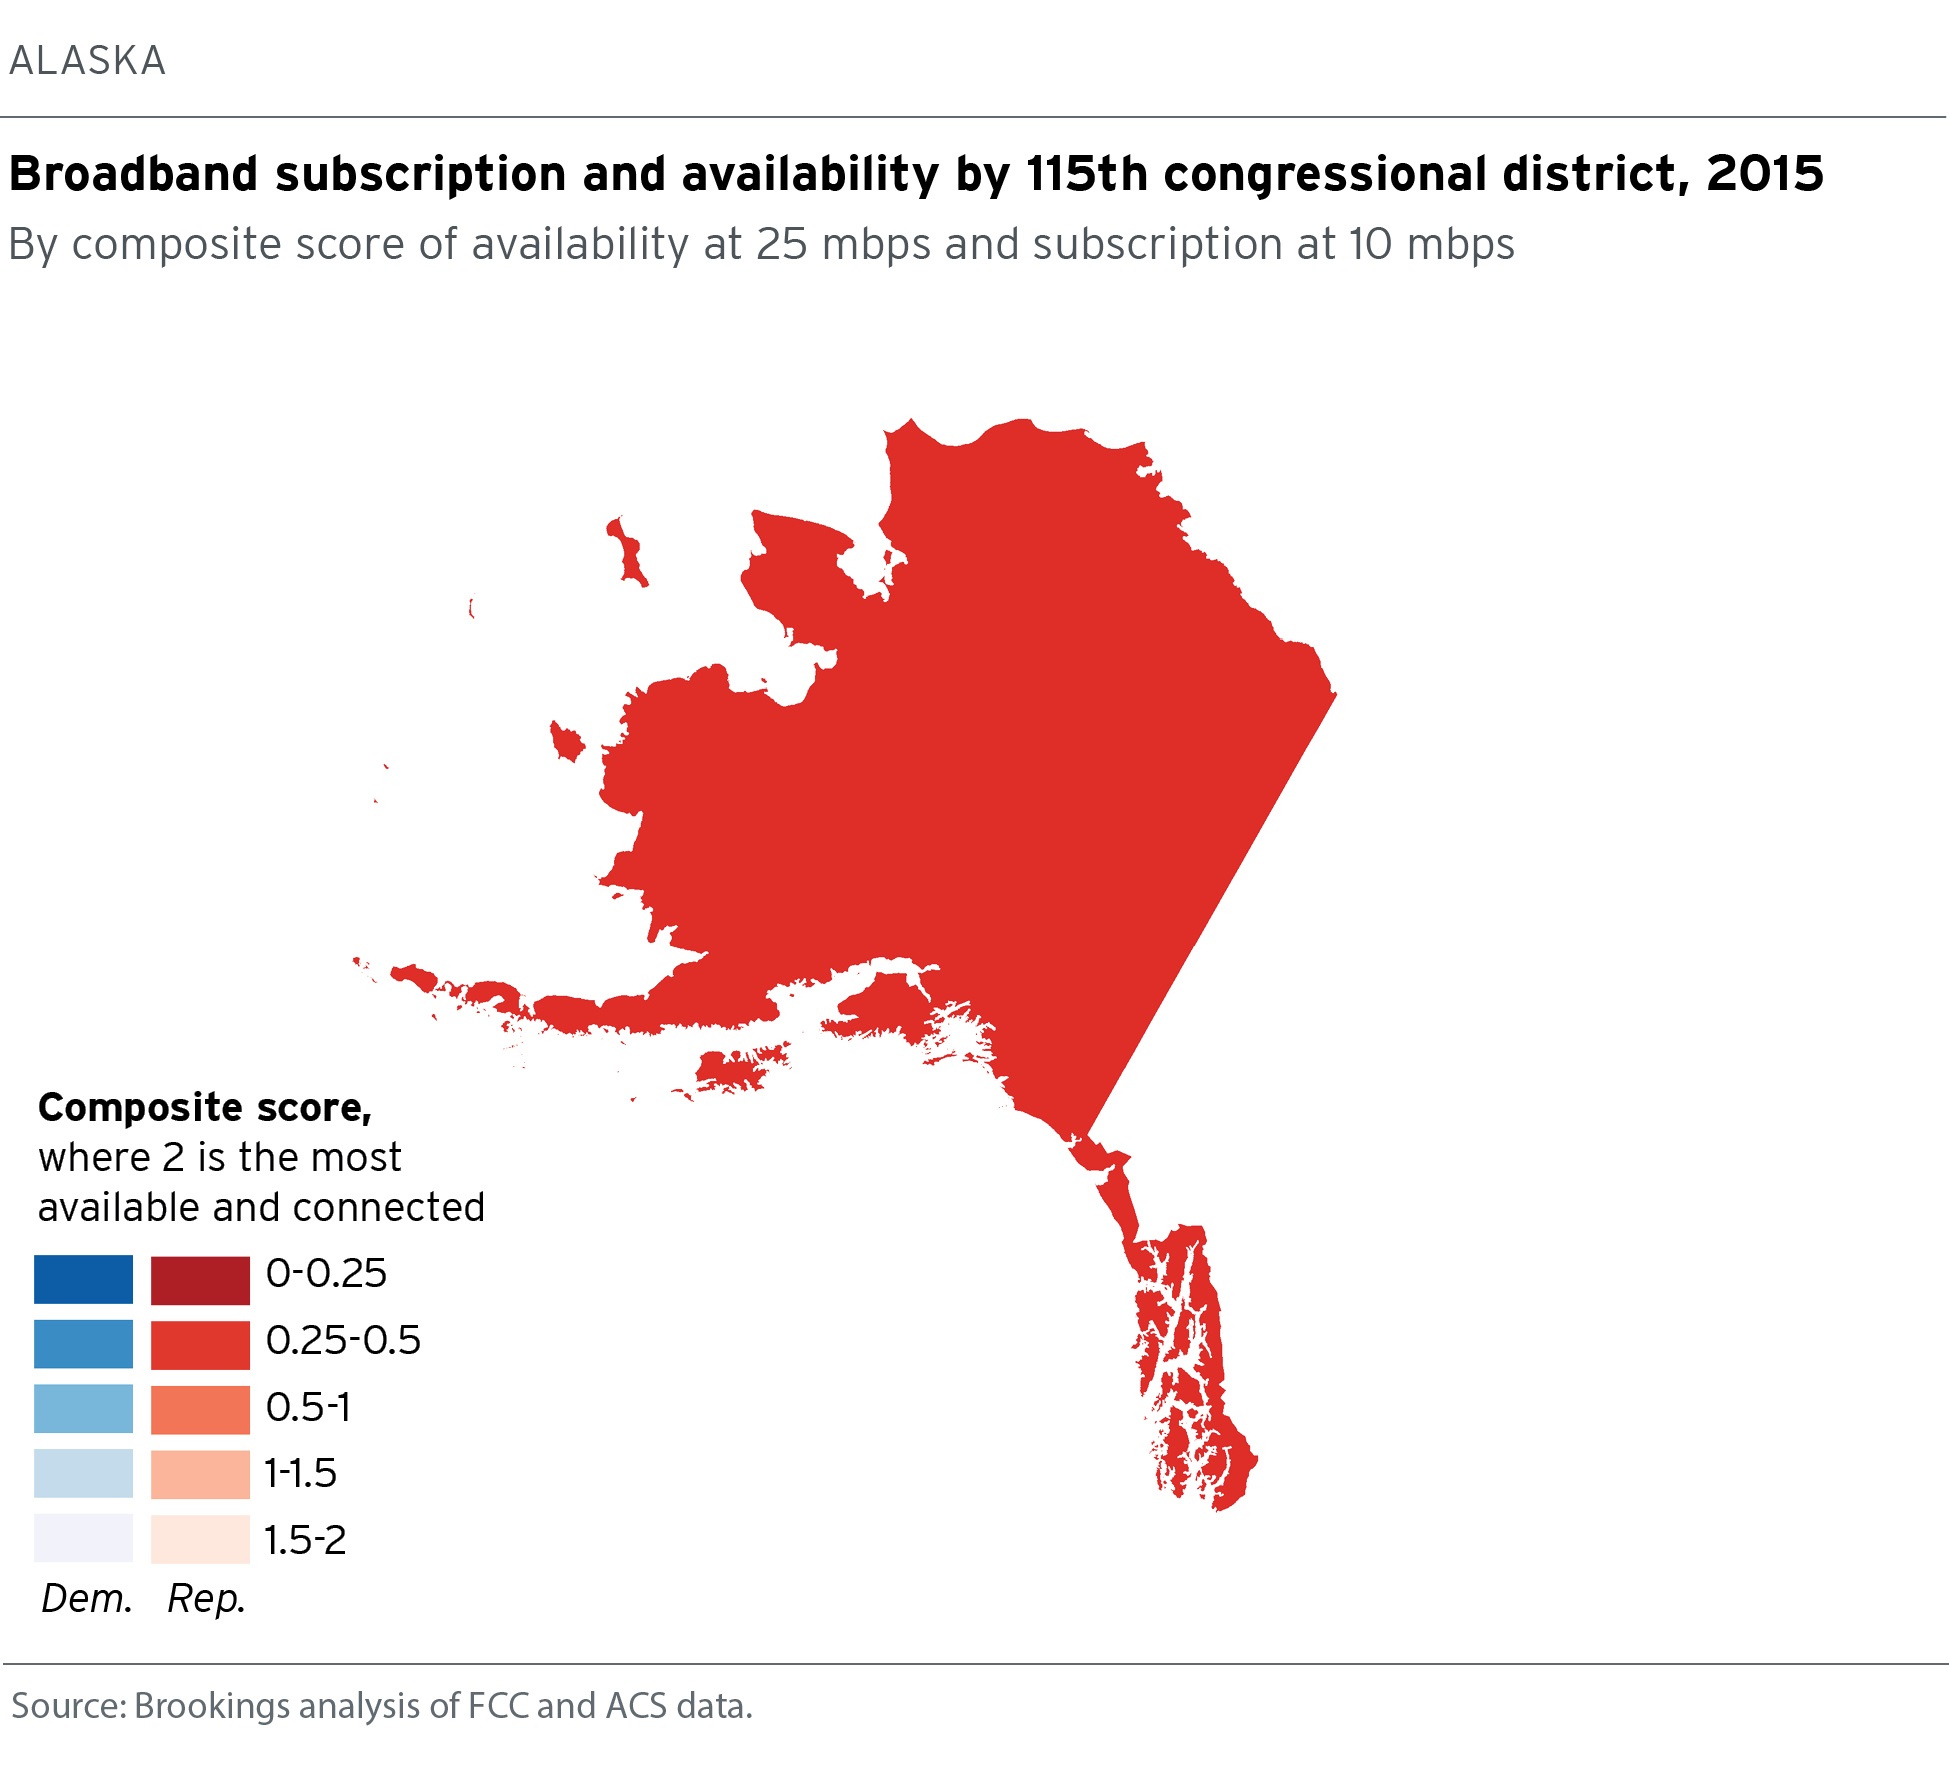 ALASKA
Broadband subscription and availability by 115th congressional district, 2015
By composite score of availability at 25 mbps and subscription at 10 mbps
Composite score,
where 2 is the most
available and connected
0-0.25
0.25-0.5
0.5-1
1-1.5
1.5-2
Dem. Rep.
Source: Brookings analysis of FCC and ACS data.